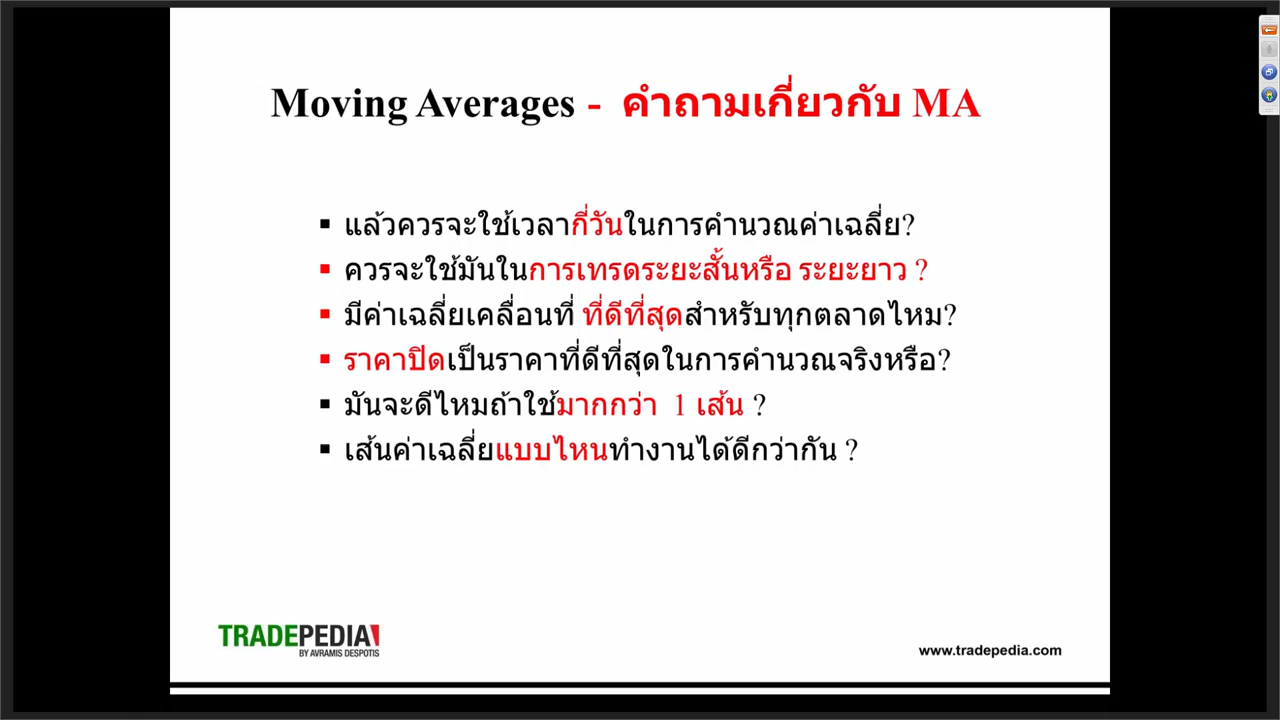 Moving Averages - คำถามเกี่ยวกับ MA
แล้วควรจะใช้เวลากี่วันในการคำนวณค่าเฉลี่ย?
ควรจะใช้มันในการเทรดระยะสั้นหรือ ระยะยาว ?
มีค่าเฉลี่ยเคลื่อนที่ ที่ดีที่สุดสำหรับทุกตลาดไหม?
ราคาปิดเป็นราคาที่ดีที่สุดในการคำนวณจริงหรือ?
มันจะดีไหมถ้าใช้มากกว่า 1 เส้น ?
เส้นค่าเฉลี่ยแบบไหนทำงานได้ดีกว่ากัน ?
TRADEPEDIA
BY AVRAMIS DESPOTIS
www.tradepedia.com